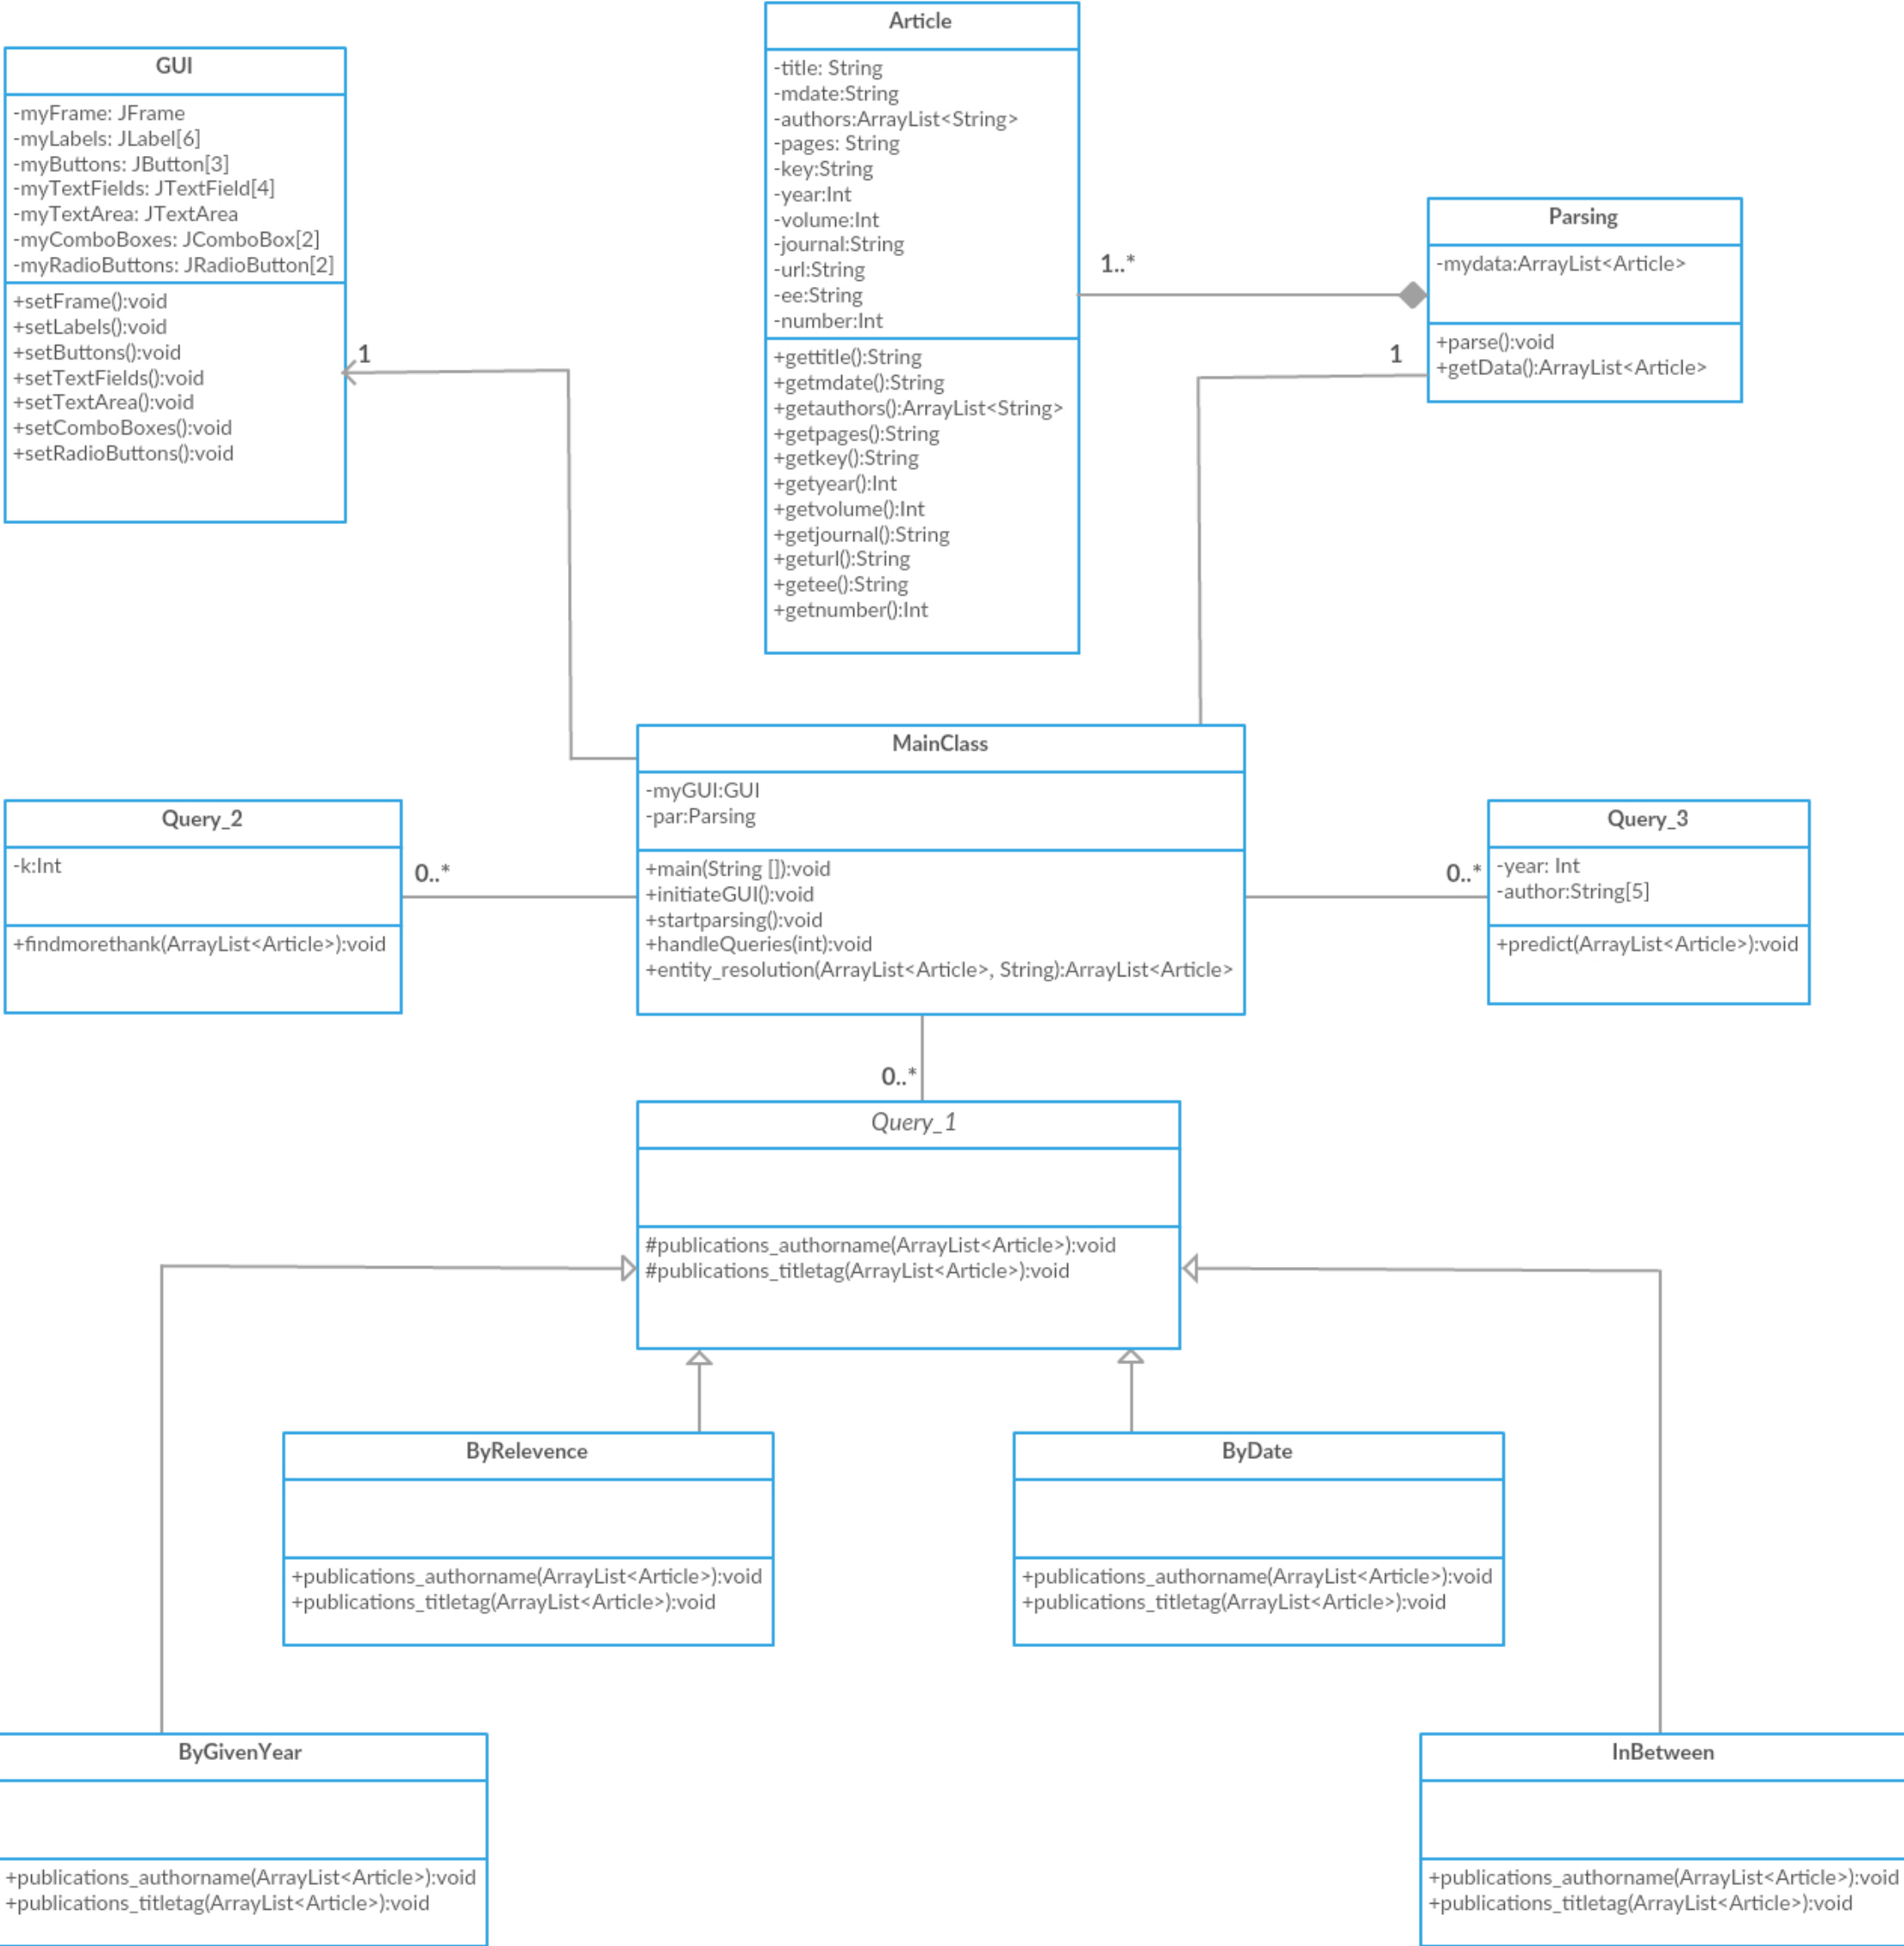 Article
-title: String
-mdate:String
-authors:ArrayList<String>
-pages: String
-key:String
-year:Int
-volume:Int
-journal:String
-url:String
-ee:String
-number:Int
+gettitle():String
+getmdate():String
+getauthors():ArrayList<String>
+getpages():String
+getkey():String
+getyear():Int
+getvolume():Int
+getjournal():String
+geturl():String
+getee():String
+getnumber():Int
GUI
-myFrame: JFrame
-myLabels: JLabel[6]
-myButtons: JButton[3]
-myTextFields: JTextField[4]
-myTextArea: JTextArea
-myComboBoxes: JComboBox[2]
-myRadioButtons: JRadioButton[2]
+setFrame():void
+setLabels():void
+setButtons():void
+setTextFields():void
+setTextArea():void
+setComboBoxes():void
+setRadioButtons():void
1
1..*
Parsing
-mydata:ArrayList<Article>
+parse():void
+getData():ArrayList<Article>
1
MainClass
-myGUI:GUI
-par:Parsing
+main(String []):void
+initiateGUI():void
+startparsing():void
+handleQueries(int):void
+entity_resolution(ArrayList<Article>, String):ArrayList<Article>
Query_2
-k:Int
+findmorethank(ArrayList<Article>):void
0..*
0..*
Query_3
-year: Int
-author:String[5]
+predict(ArrayList<Article>):void
0..*
Query_1
#publications_authorname(ArrayList<Article>):void
#publications_titletag(ArrayList<Article>):void
ByRelevence
+publications_authorname(ArrayList<Article>):void
+publications_titletag(ArrayList<Article>):void
ByDate
+publications_authorname(ArrayList<Article>):void
+publications_titletag(ArrayList<Article>):void
ByGivenYear
+publications_authorname(ArrayList<Article>):void
+publications_titletag(ArrayList<Article>):void
InBetween
+publications_authorname(ArrayList<Article>):void
+publications_titletag(ArrayList<Article>):void